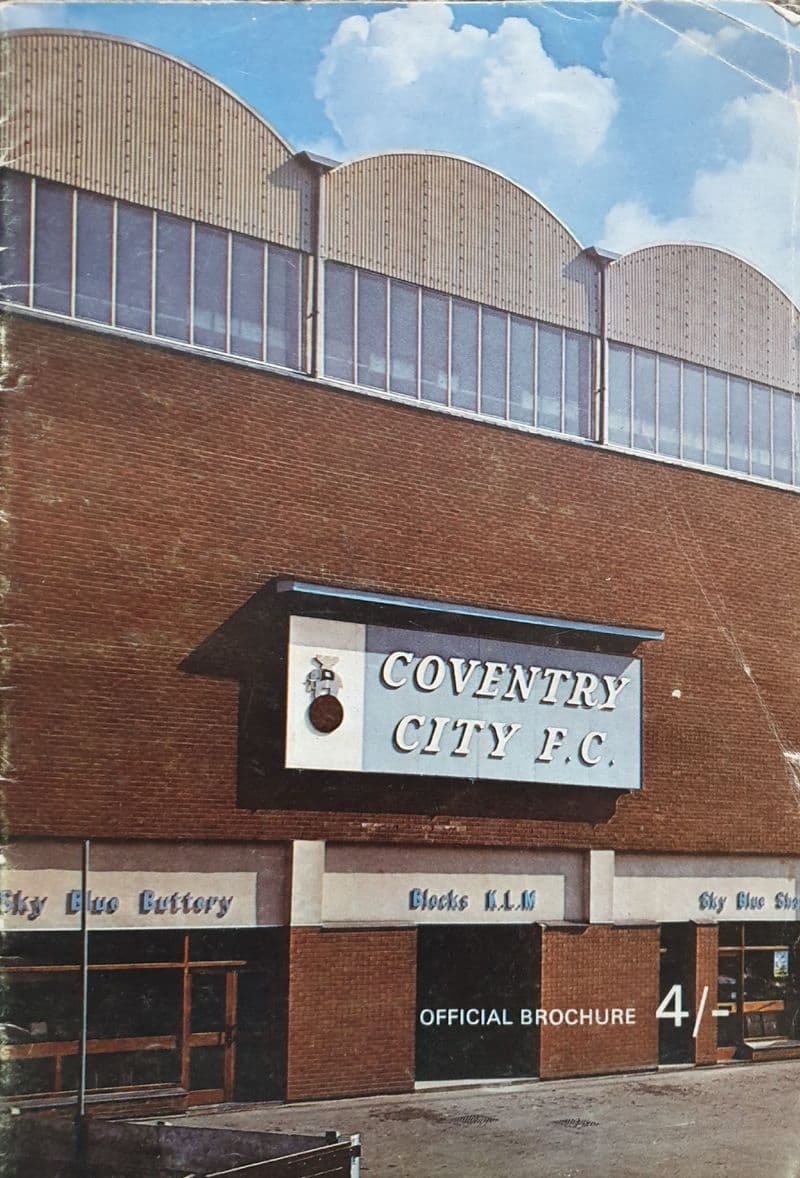 COVENTRY
CITY F.C.
Sky Blue Buttery
Blocks K.L.M
Sky Blue
OFFICIAL BROCHURE 4/-